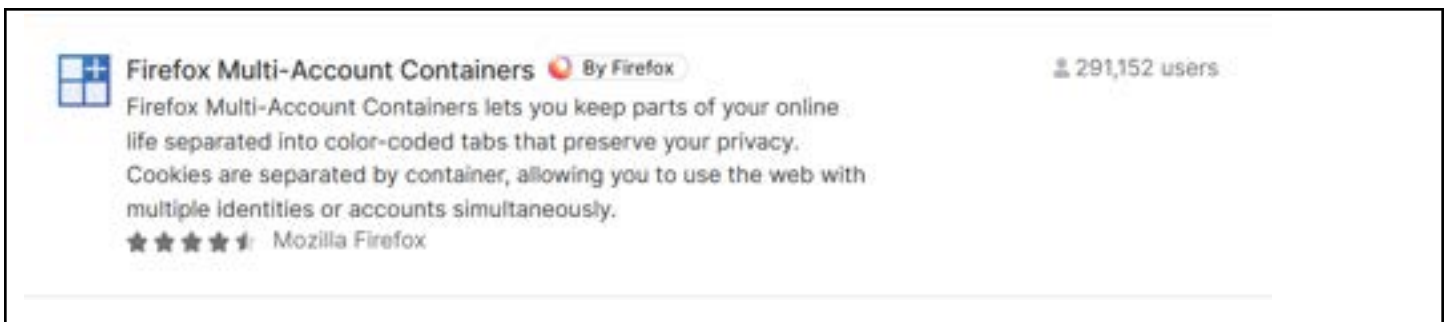 Firefox Multi-Account Containers By Firefox 291,152 users
Firefox Multi-Account Containers lets you keep parts of your online
life separated into color-coded tabs that preserve your privacy.
Cookies are separated by container, allowing you to use the web with
multiple identities or accounts simultaneously.
Mozilla Firefox